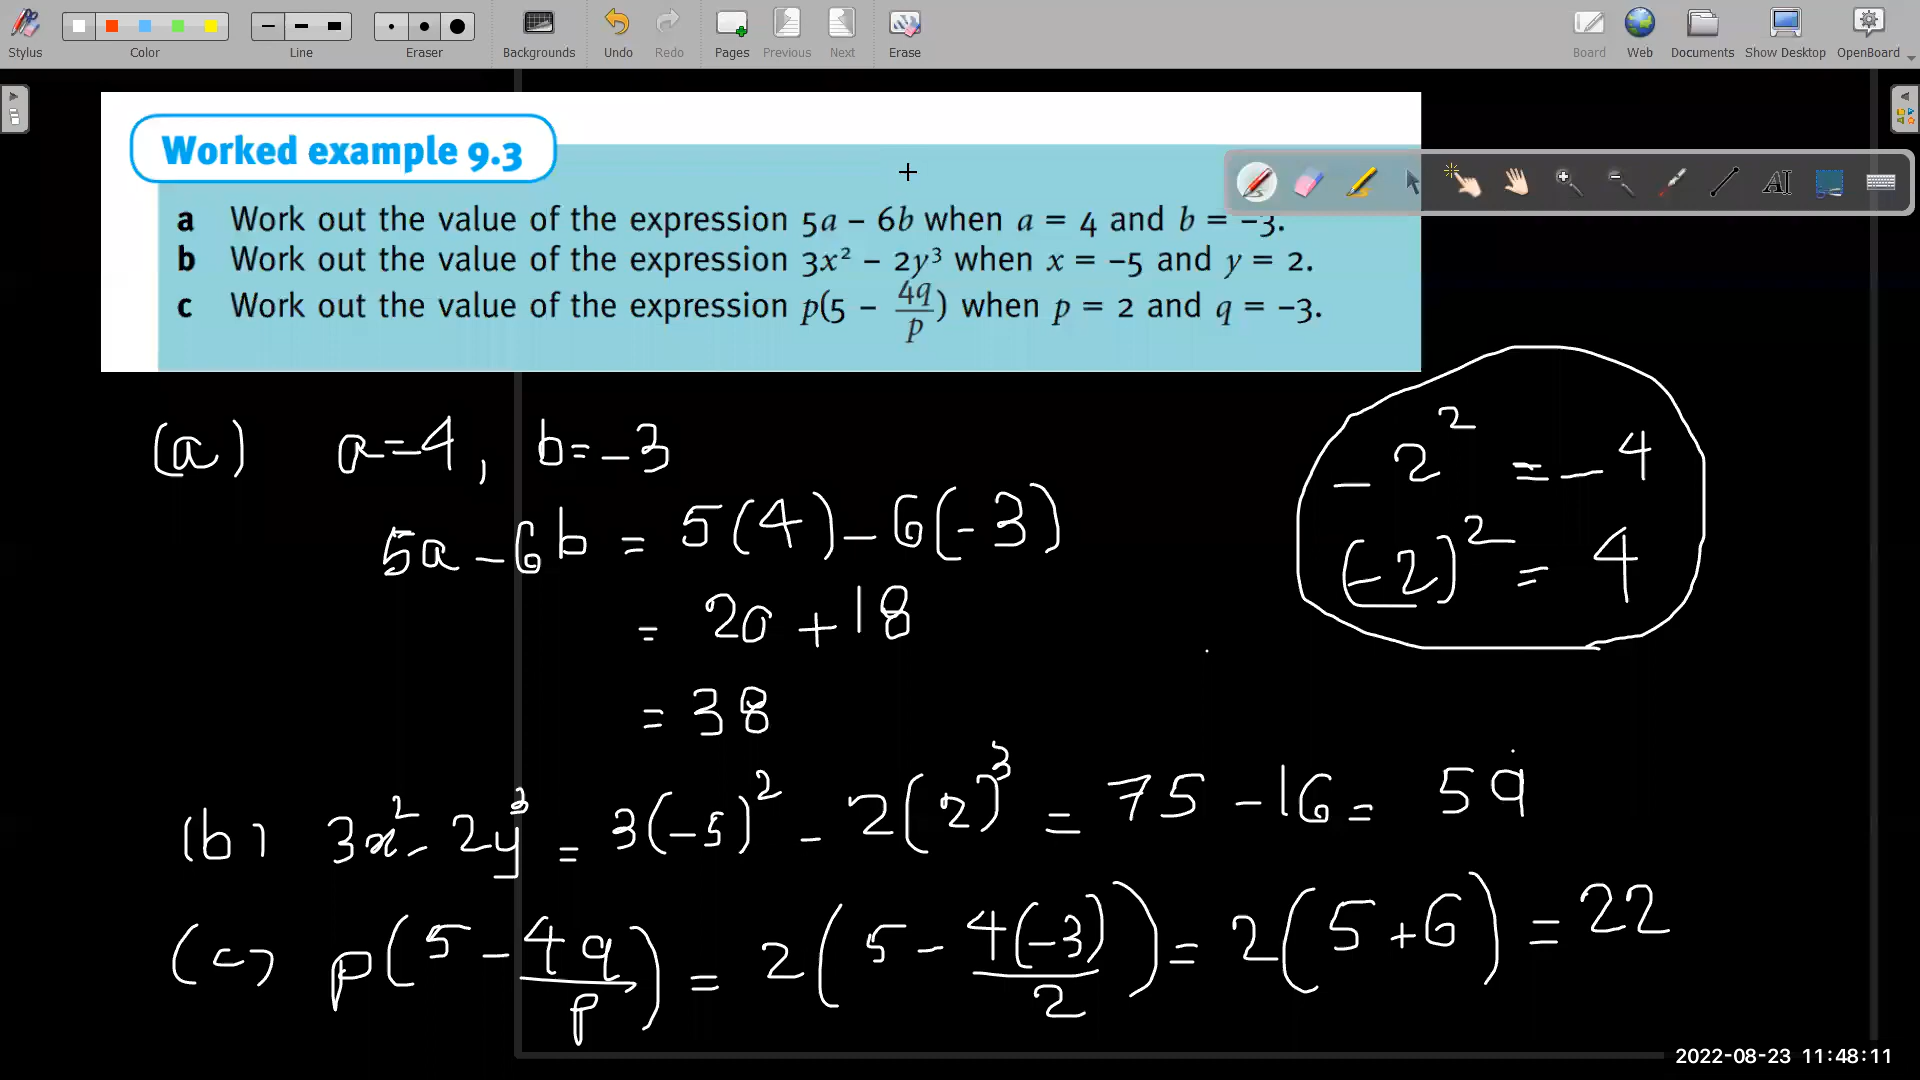 Stylus Color Line Eraser Backgrounds Undo Redo Pages Previous Next Erase Board Web Documents Show Desktop OpenBoard
Worked example 9.3
a Work out the value of the expression 5a – 6b when a = 4 and b = –3.
b Work out the value of the expression 3x² – 2y³ when x = –5 and y = 2.
c Work out the value of the expression p(5 – 4q/p) when p = 2 and q = –3.
(a) a=4, b=-3
5a-6b = 5(4)-6(-3)
= 20+18
= 38
-2² = -4
(-2)² = 4
(b) 3x²-2y³ = 3(-5)² - 2(2)³ = 75-16 = 59
(c) p(5-4q/p) = 2(5-4(-3)/2) = 2(5+6) = 22
2022-08-23 11:48:11